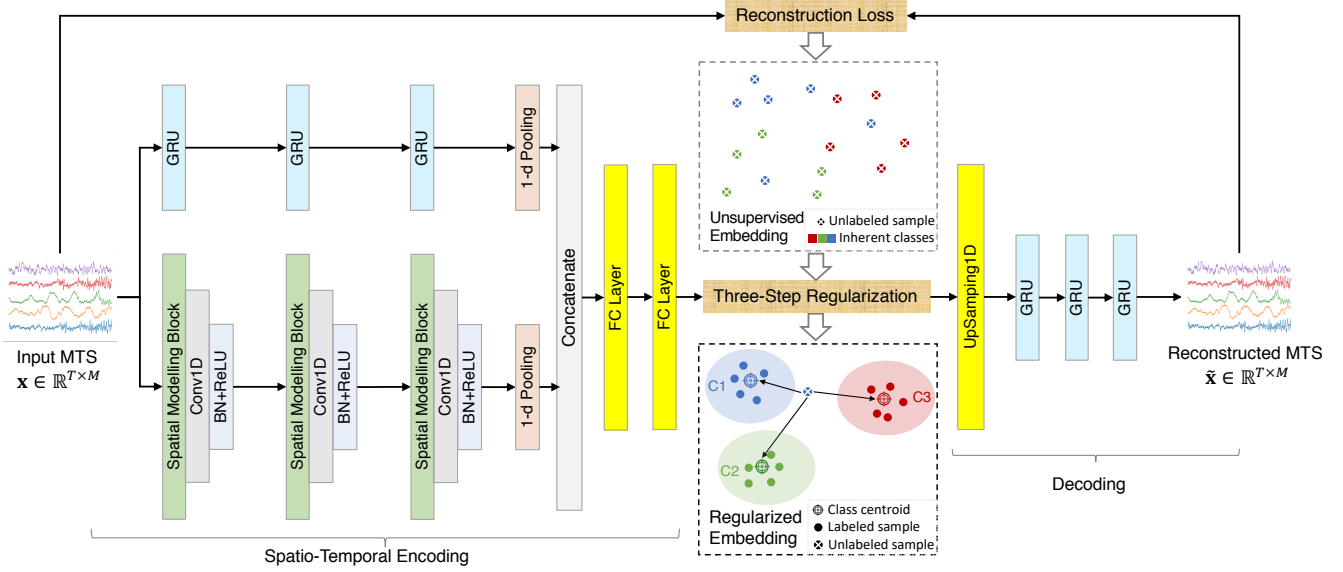 Reconstruction Loss
GRU
GRU
GRU
1-d Pooling
Concatenate
Spatial Modelling Block
Conv1D
BN+ReLU
Spatial Modelling Block
Conv1D
BN+ReLU
Spatial Modelling Block
Conv1D
BN+ReLU
1-d Pooling
FC Layer
FC Layer
Input MTS
𝐱 ∈ ℝ^{T×M}
Spatio-Temporal Encoding
Unsupervised
Embedding
Unlabeled sample
Inherent classes
Three-Step Regularization
C1
C3
C2
Regularized
Embedding
Class centroid
Labeled sample
Unlabeled sample
UpSamping1D
GRU
GRU
GRU
Reconstructed MTS
𝐱̃ ∈ ℝ^{T×M}
Decoding